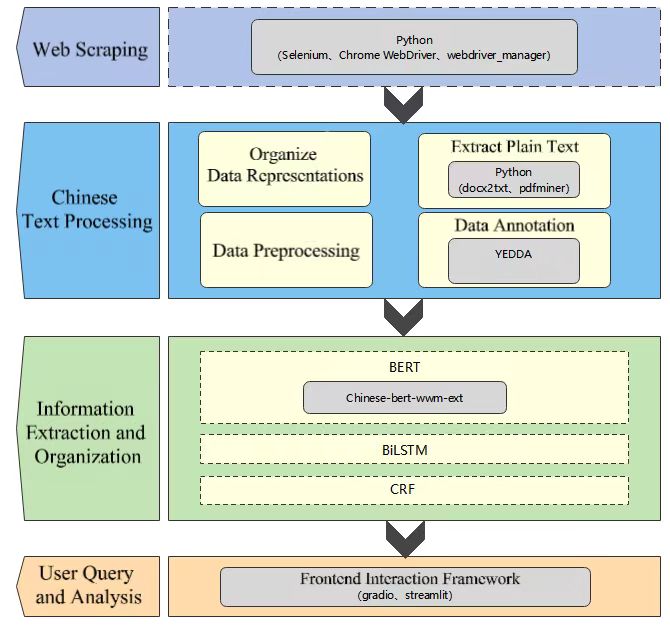 Web Scraping
Python
(Selenium、Chrome WebDriver、webdriver_manager)
Chinese
Text Processing
Organize
Data Representations
Extract Plain Text
Python
(docx2txt、pdfminer)
Data Preprocessing
Data Annotation
YEDDA
Information
Extraction and
Organization
BERT
Chinese-bert-wwm-ext
BiLSTM
CRF
User Query
and Analysis
Frontend Interaction Framework
(gradio、streamlit)